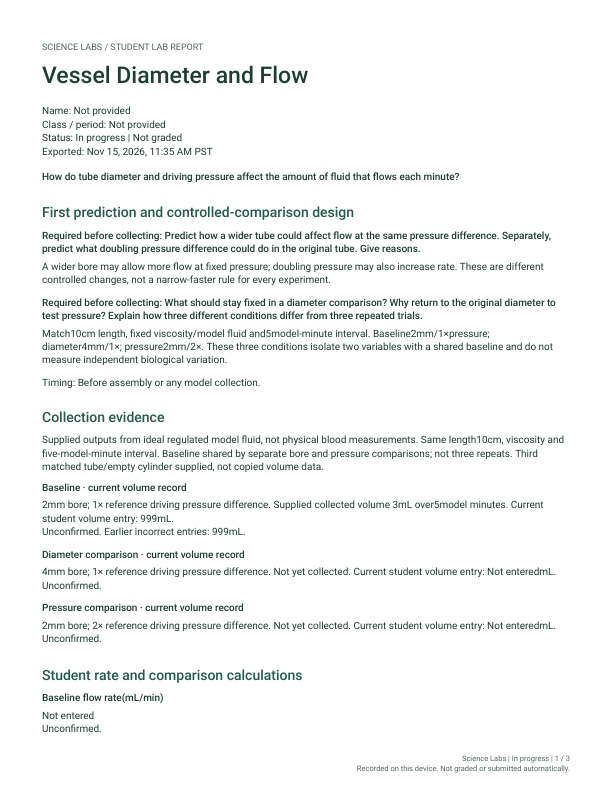 SCIENCE LABS / STUDENT LAB REPORT
Vessel Diameter and Flow
Name: Not provided
Class / period: Not provided
Status: In progress | Not graded
Exported: Nov 15, 2026, 11:35 AM PST
How do tube diameter and driving pressure affect the amount of fluid that flows each minute?
First prediction and controlled-comparison design
Required before collecting: Predict how a wider tube could affect flow at the same pressure difference. Separately,
predict what doubling pressure difference could do in the original tube. Give reasons.
A wider bore may allow more flow at fixed pressure; doubling pressure may also increase rate. These are different
controlled changes, not a narrow-faster rule for every experiment.
Required before collecting: What should stay fixed in a diameter comparison? Why return to the original diameter to
test pressure? Explain how three different conditions differ from three repeated trials.
Match10cm length, fixed viscosity/model fluid and5model-minute interval. Baseline2mm/1×pressure;
diameter4mm/1×; pressure2mm/2×. These three conditions isolate two variables with a shared baseline and do not
measure independent biological variation.
Timing: Before assembly or any model collection.
Collection evidence
Supplied outputs from ideal regulated model fluid, not physical blood measurements. Same length10cm, viscosity and
five-model-minute interval. Baseline shared by separate bore and pressure comparisons; not three repeats. Third
matched tube/empty cylinder supplied, not copied volume data.
Baseline · current volume record
2mm bore; 1× reference driving pressure difference. Supplied collected volume 3mL over5model minutes. Current
student volume entry: 999mL.
Unconfirmed. Earlier incorrect entries: 999mL.
Diameter comparison · current volume record
4mm bore; 1× reference driving pressure difference. Not yet collected. Current student volume entry: Not enteredmL.
Unconfirmed.
Pressure comparison · current volume record
2mm bore; 2× reference driving pressure difference. Not yet collected. Current student volume entry: Not enteredmL.
Unconfirmed.
Student rate and comparison calculations
Baseline flow rate(mL/min)
Not entered
Unconfirmed.
Science Labs | In progress | 1 / 3
Recorded on this device. Not graded or submitted automatically.